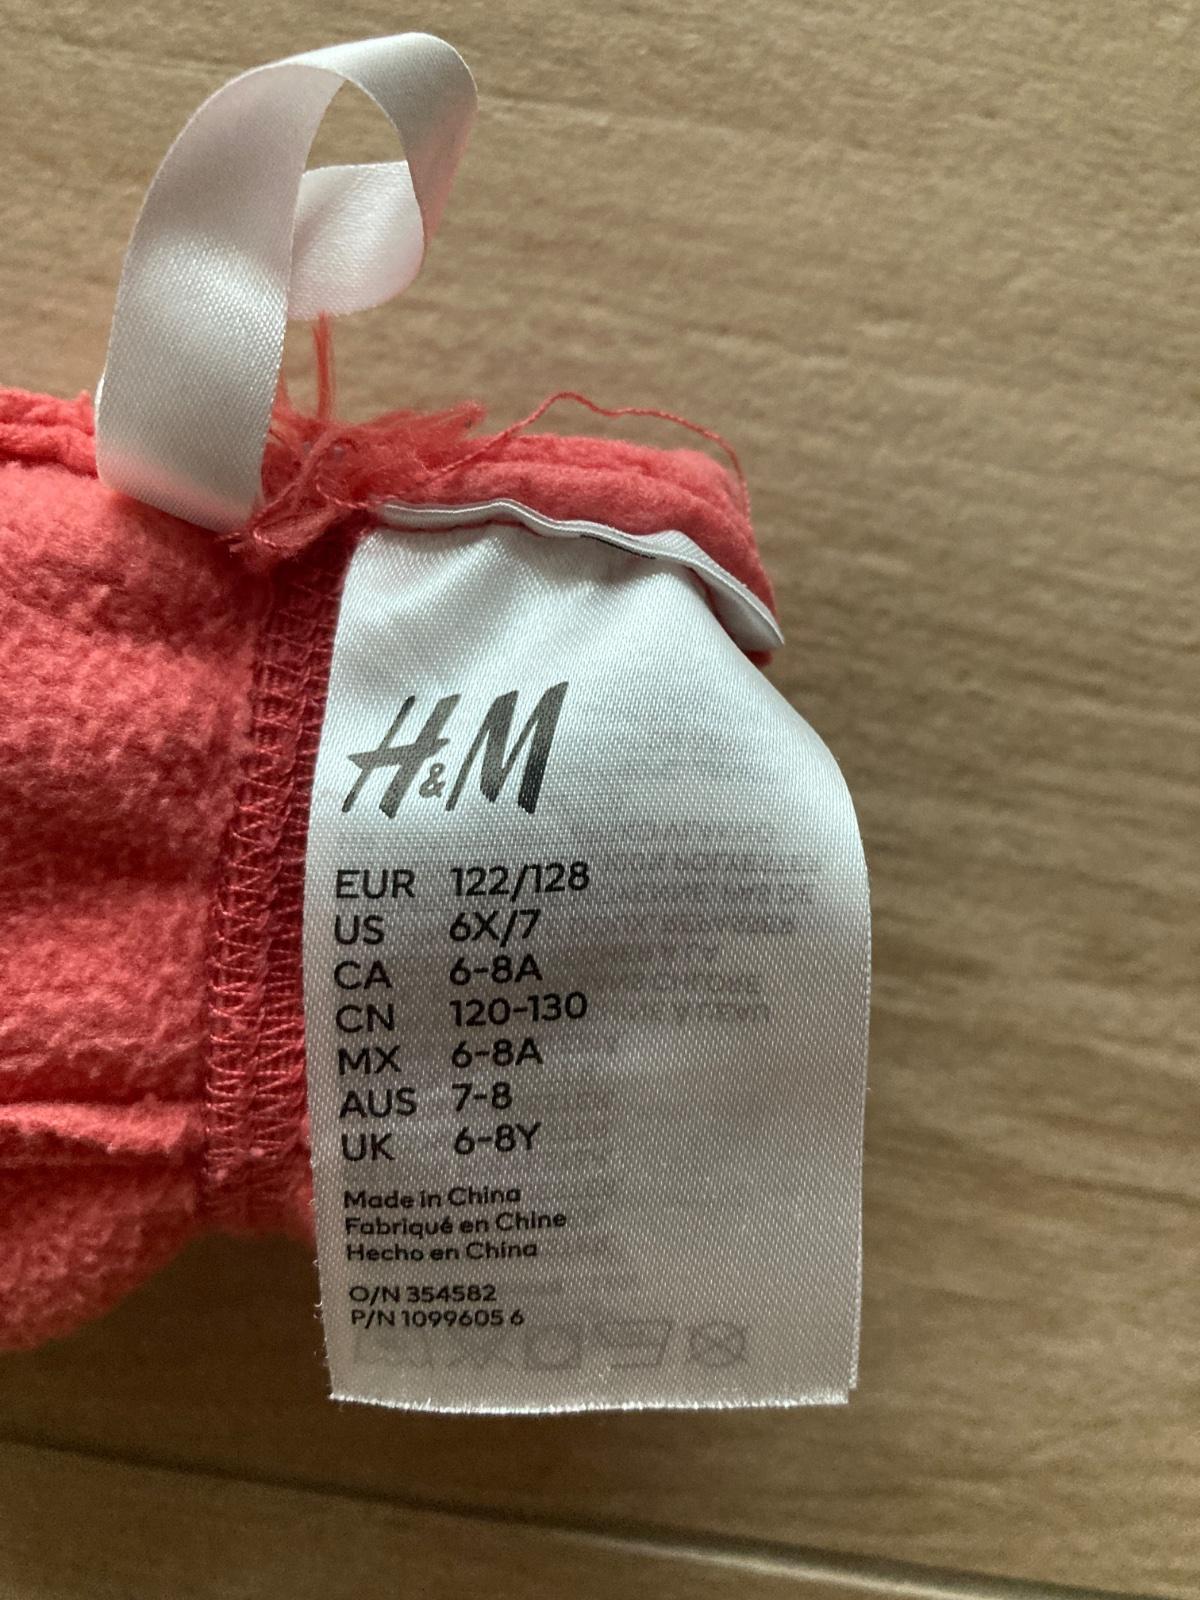 H&M
EUR 122/128
US 6X/7
CA 6-8A
CN 120-130
MX 6-8A
AUS 7-8
UK 6-8Y
Made in China
Fabriqué en Chine
Hecho en China
O/N 354582
P/N 1099605 6